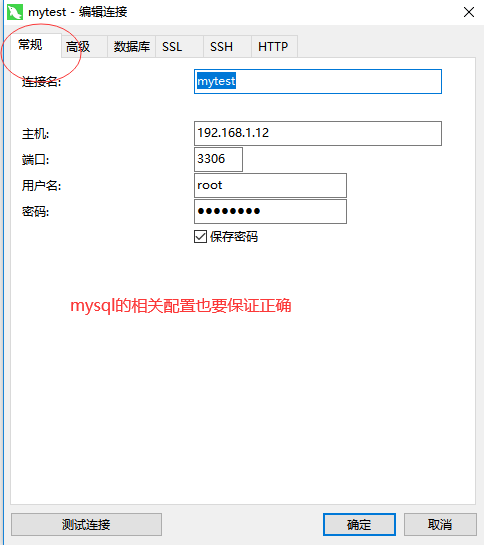 mytest - 编辑连接
常规 高级 数据库 SSL SSH HTTP
连接名: mytest
主机: 192.168.1.12
端口: 3306
用户名: root
密码: ●●●●●●●●
保存密码
mysql的相关配置也要保证正确
测试连接 确定 取消